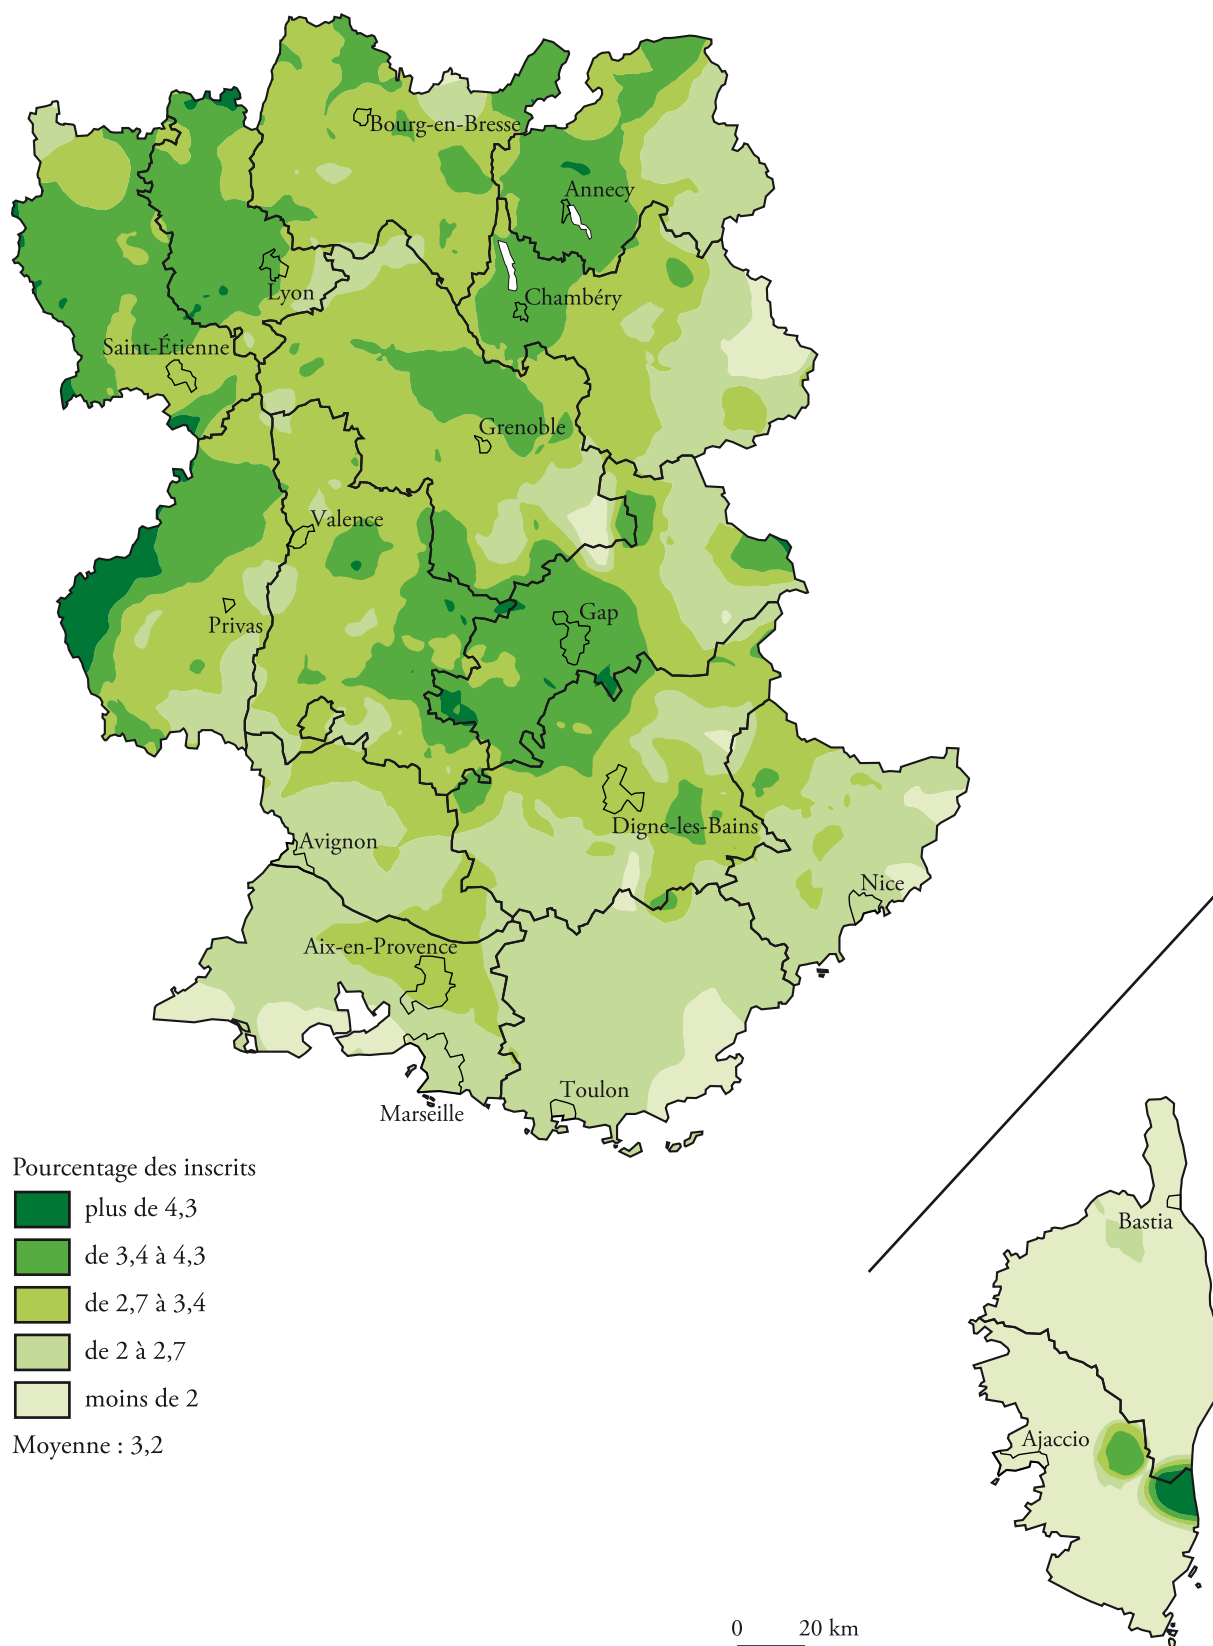 Bourg-en-Bresse
Annecy
Lyon
Chambéry
Saint-Étienne
Grenoble
Valence
Privas
Gap
Digne-les-Bains
Avignon
Nice
Aix-en-Provence
Toulon
Marseille
Pourcentage des inscrits
plus de 4,3
de 3,4 à 4,3
de 2,7 à 3,4
de 2 à 2,7
moins de 2
Moyenne : 3,2
Bastia
Ajaccio
0 20 km